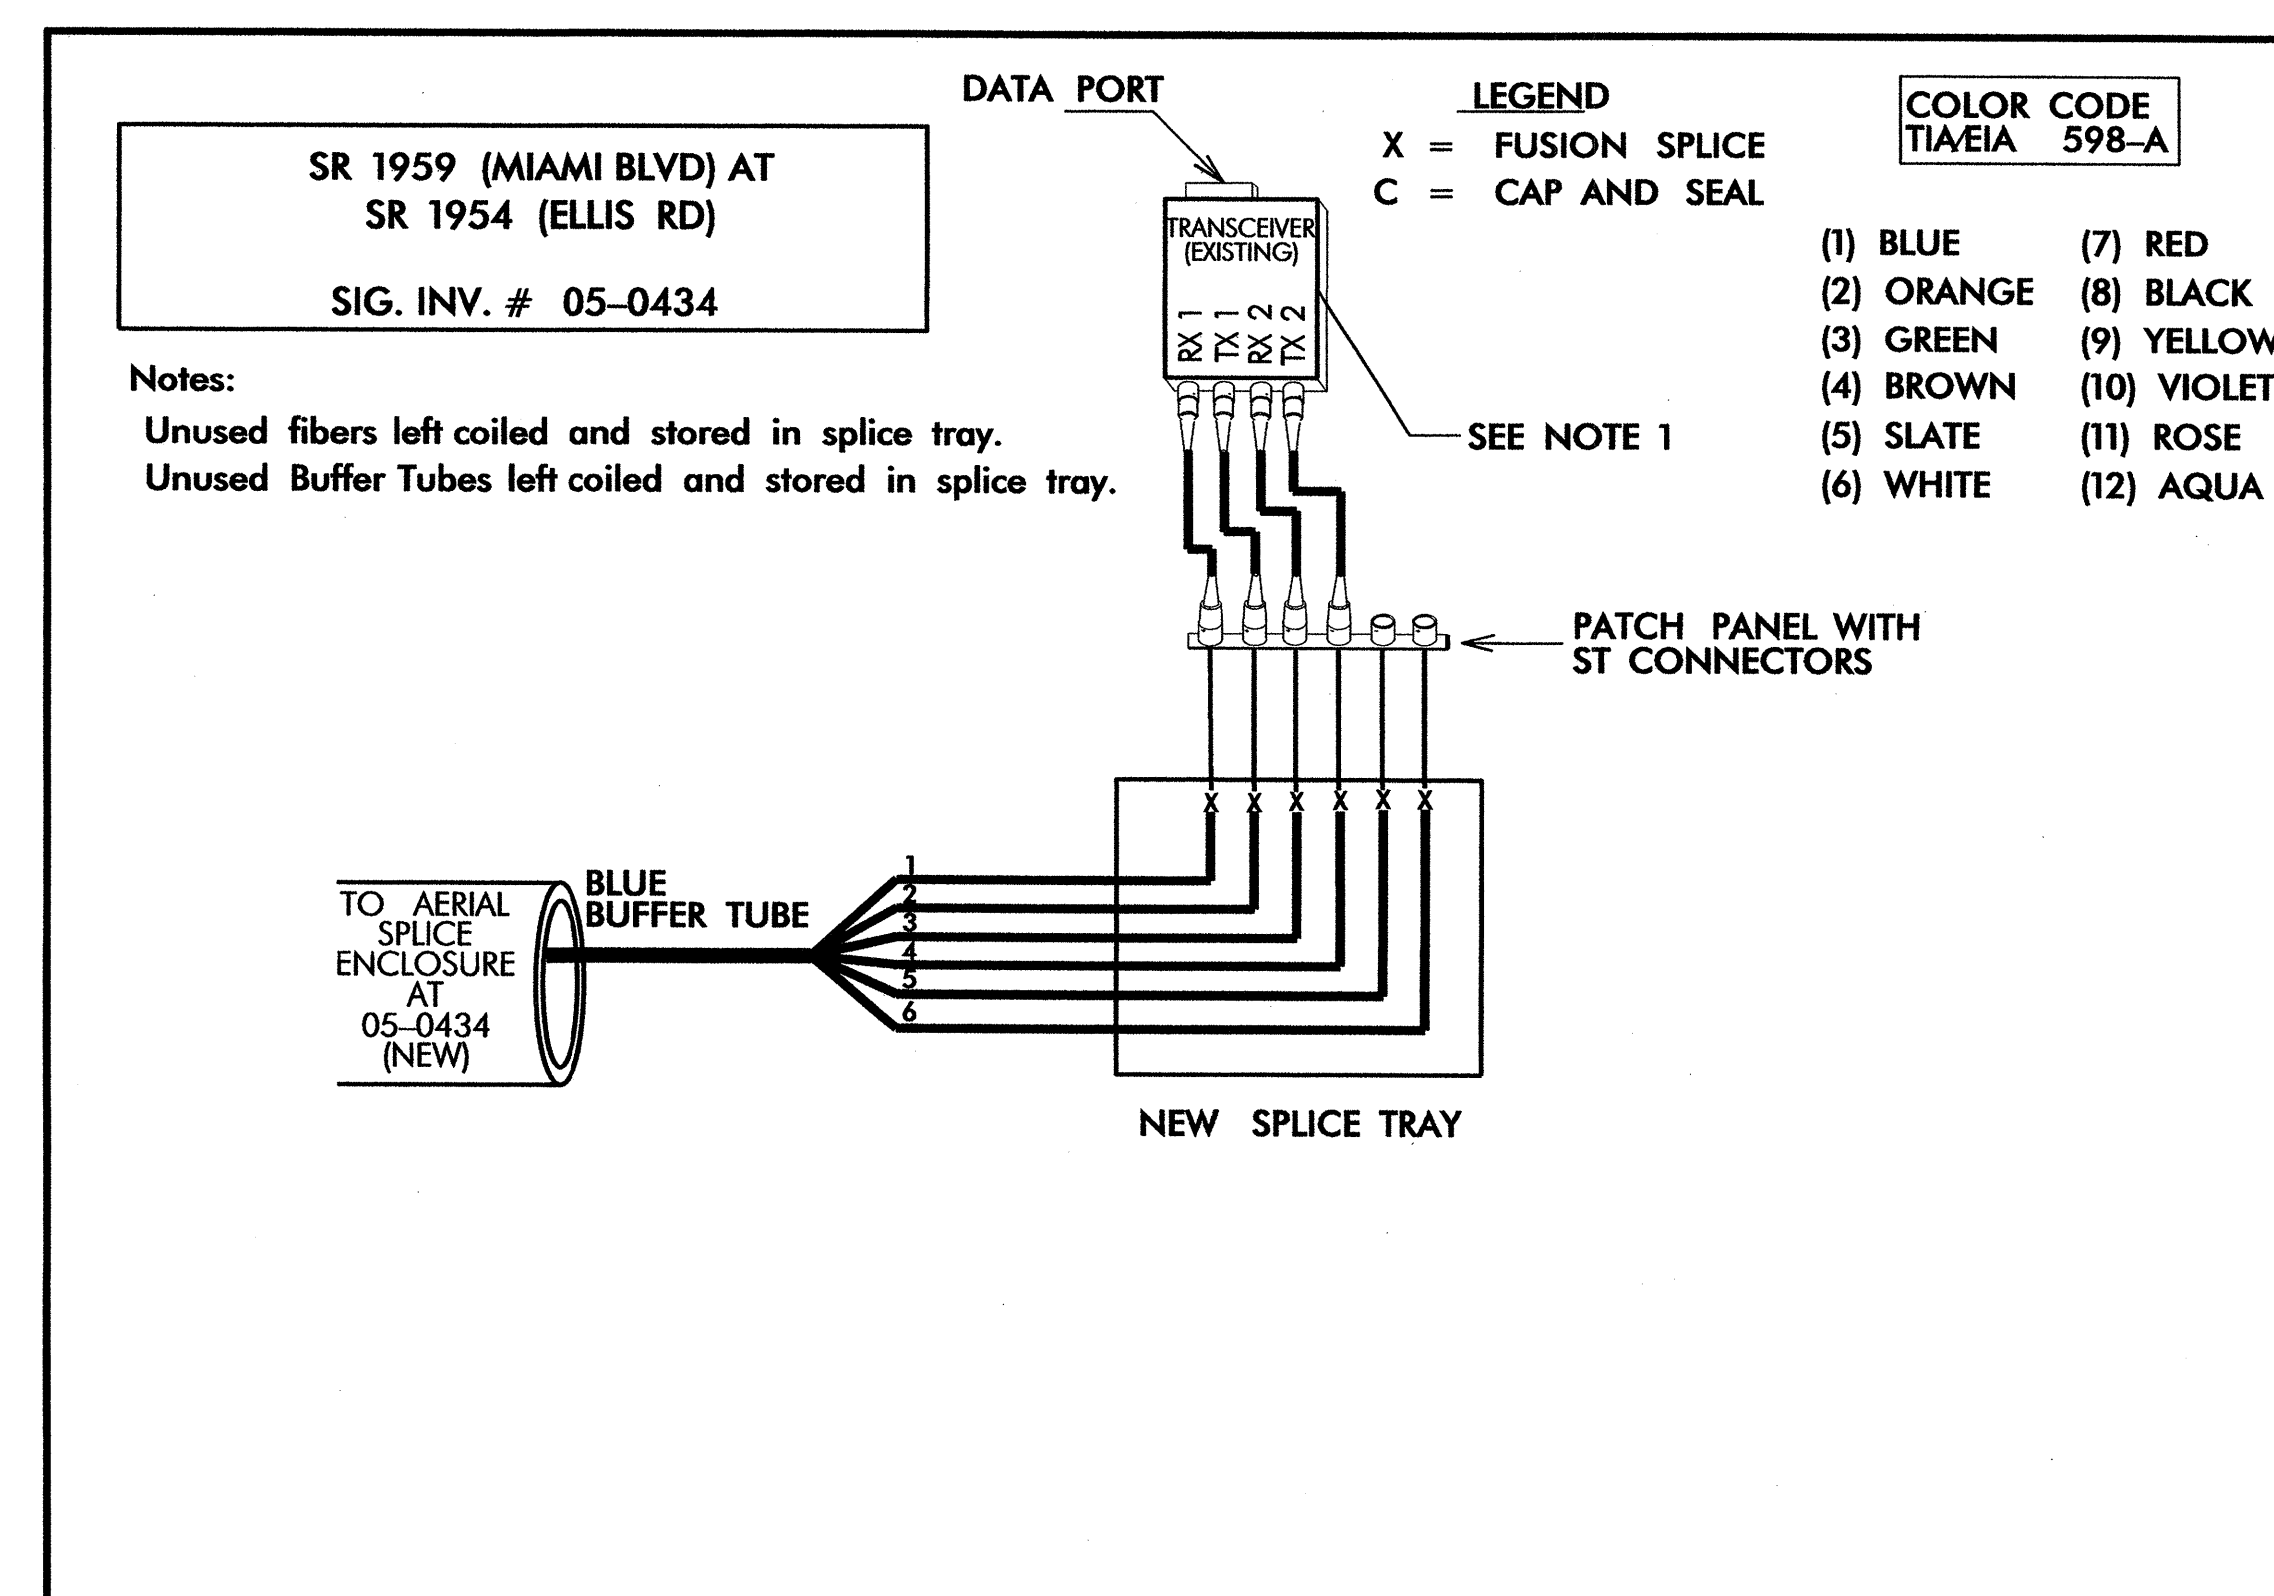 SR 1959 (MIAMI BLVD) AT
SR 1954 (ELLIS RD)
SIG. INV. # 05-0434
Notes:
Unused fibers left coiled and stored in splice tray.
Unused Buffer Tubes left coiled and stored in splice tray.
DATA PORT
TRANSCEIVER
(EXISTING)
RX 1
TX 1
RX 2
TX 2
SEE NOTE 1
LEGEND
X = FUSION SPLICE
C = CAP AND SEAL
COLOR CODE
TIA/EIA 598-A
(1) BLUE
(2) ORANGE
(3) GREEN
(4) BROWN
(5) SLATE
(6) WHITE
(7) RED
(8) BLACK
(9) YELLOW
(10) VIOLET
(11) ROSE
(12) AQUA
PATCH PANEL WITH
ST CONNECTORS
X X X X X X
1
2
3
4
5
6
BLUE
BUFFER TUBE
TO AERIAL
SPLICE
ENCLOSURE
AT
05-0434
(NEW)
NEW SPLICE TRAY